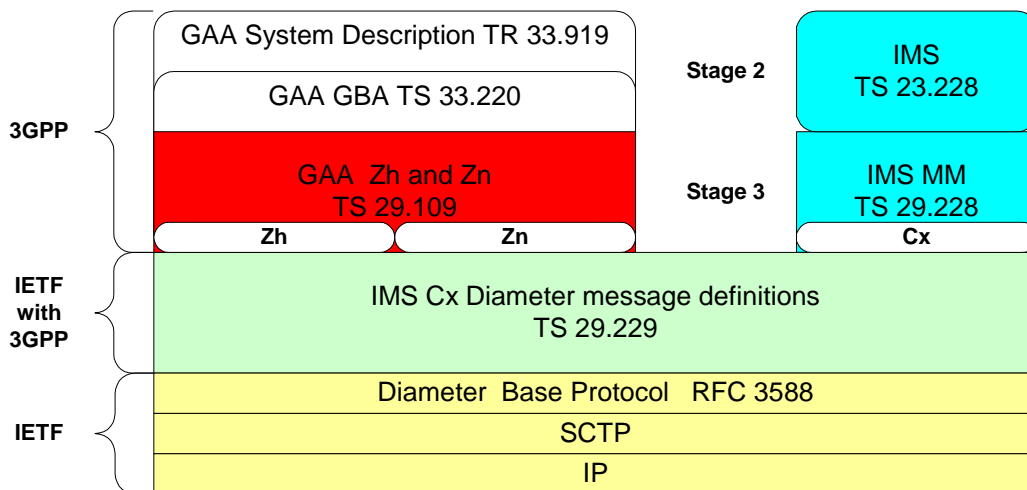 GAA System Description TR 33.919
GAA GBA TS 33.220
Stage 2
IMS
TS 23.228
3GPP
GAA Zh and Zn
TS 29.109
Stage 3
IMS MM
TS 29.228
Zh
Zn
Cx
IETF
with
3GPP
IMS Cx Diameter message definitions
TS 29.229
Diameter Base Protocol RFC 3588
IETF
SCTP
IP